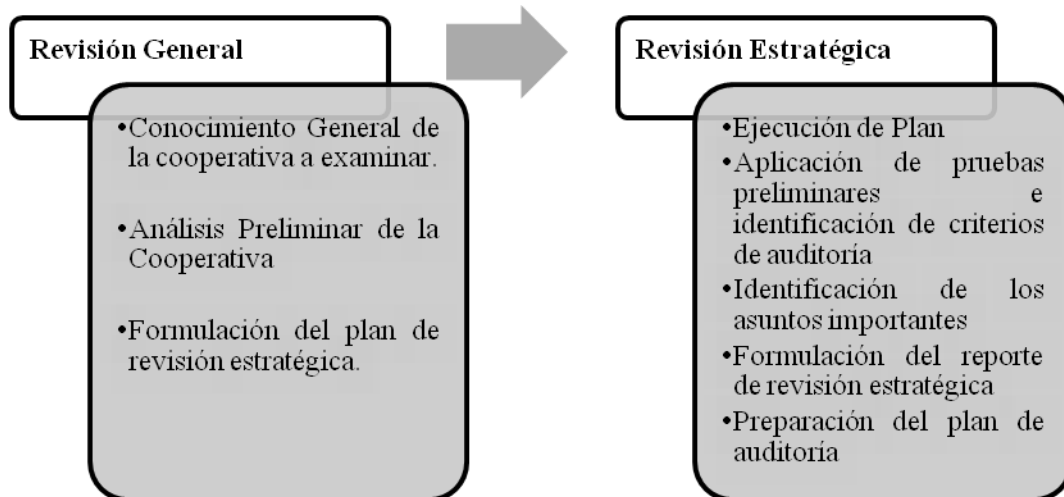 Revisión General
•Conocimiento General de
la cooperativa a examinar.
•Análisis Preliminar de la
Cooperativa
•Formulación del plan de
revisión estratégica.
Revisión Estratégica
•Ejecución de Plan
•Aplicación de pruebas
preliminares e
identificación de criterios
de auditoría
•Identificación de los
asuntos importantes
•Formulación del reporte
de revisión estratégica
•Preparación del plan de
auditoría